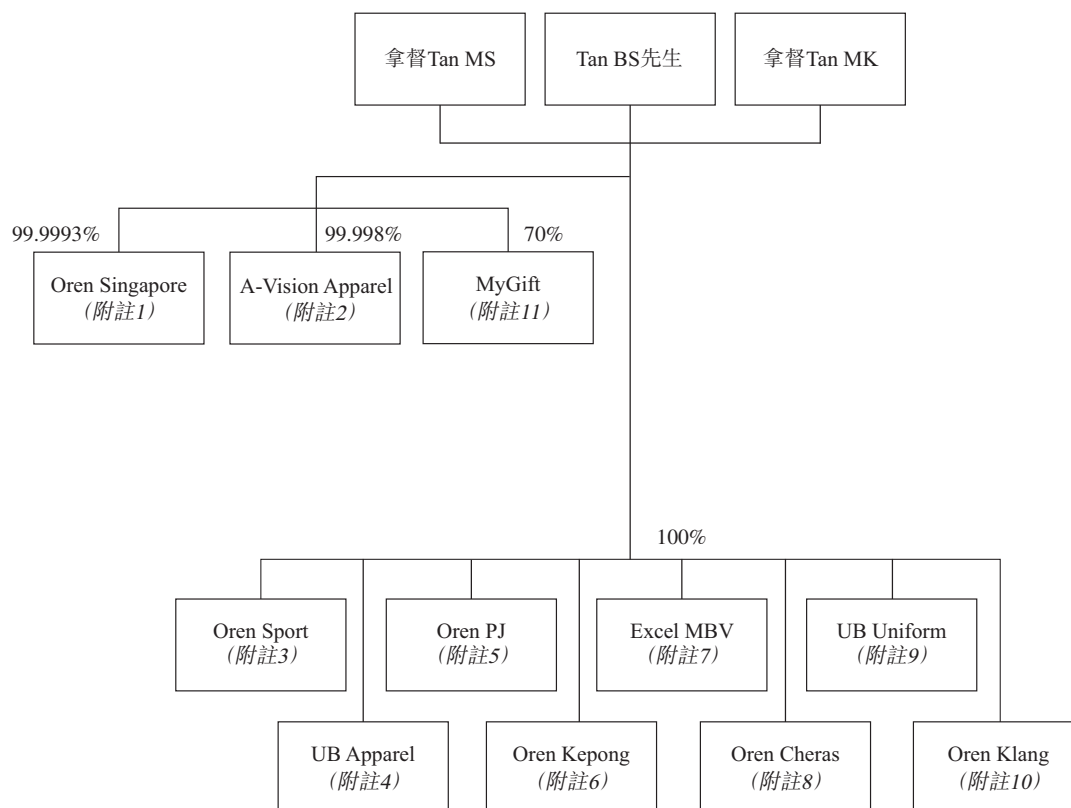 拿督Tan MS
Tan BS先生
拿督Tan MK
99.9993%
99.998%
70%
Oren Singapore
(附註1)
A-Vision Apparel
(附註2)
MyGift
(附註11)
100%
Oren Sport
(附註3)
Oren PJ
(附註5)
Excel MBV
(附註7)
UB Uniform
(附註9)
UB Apparel
(附註4)
Oren Kepong
(附註6)
Oren Cheras
(附註8)
Oren Klang
(附註10)